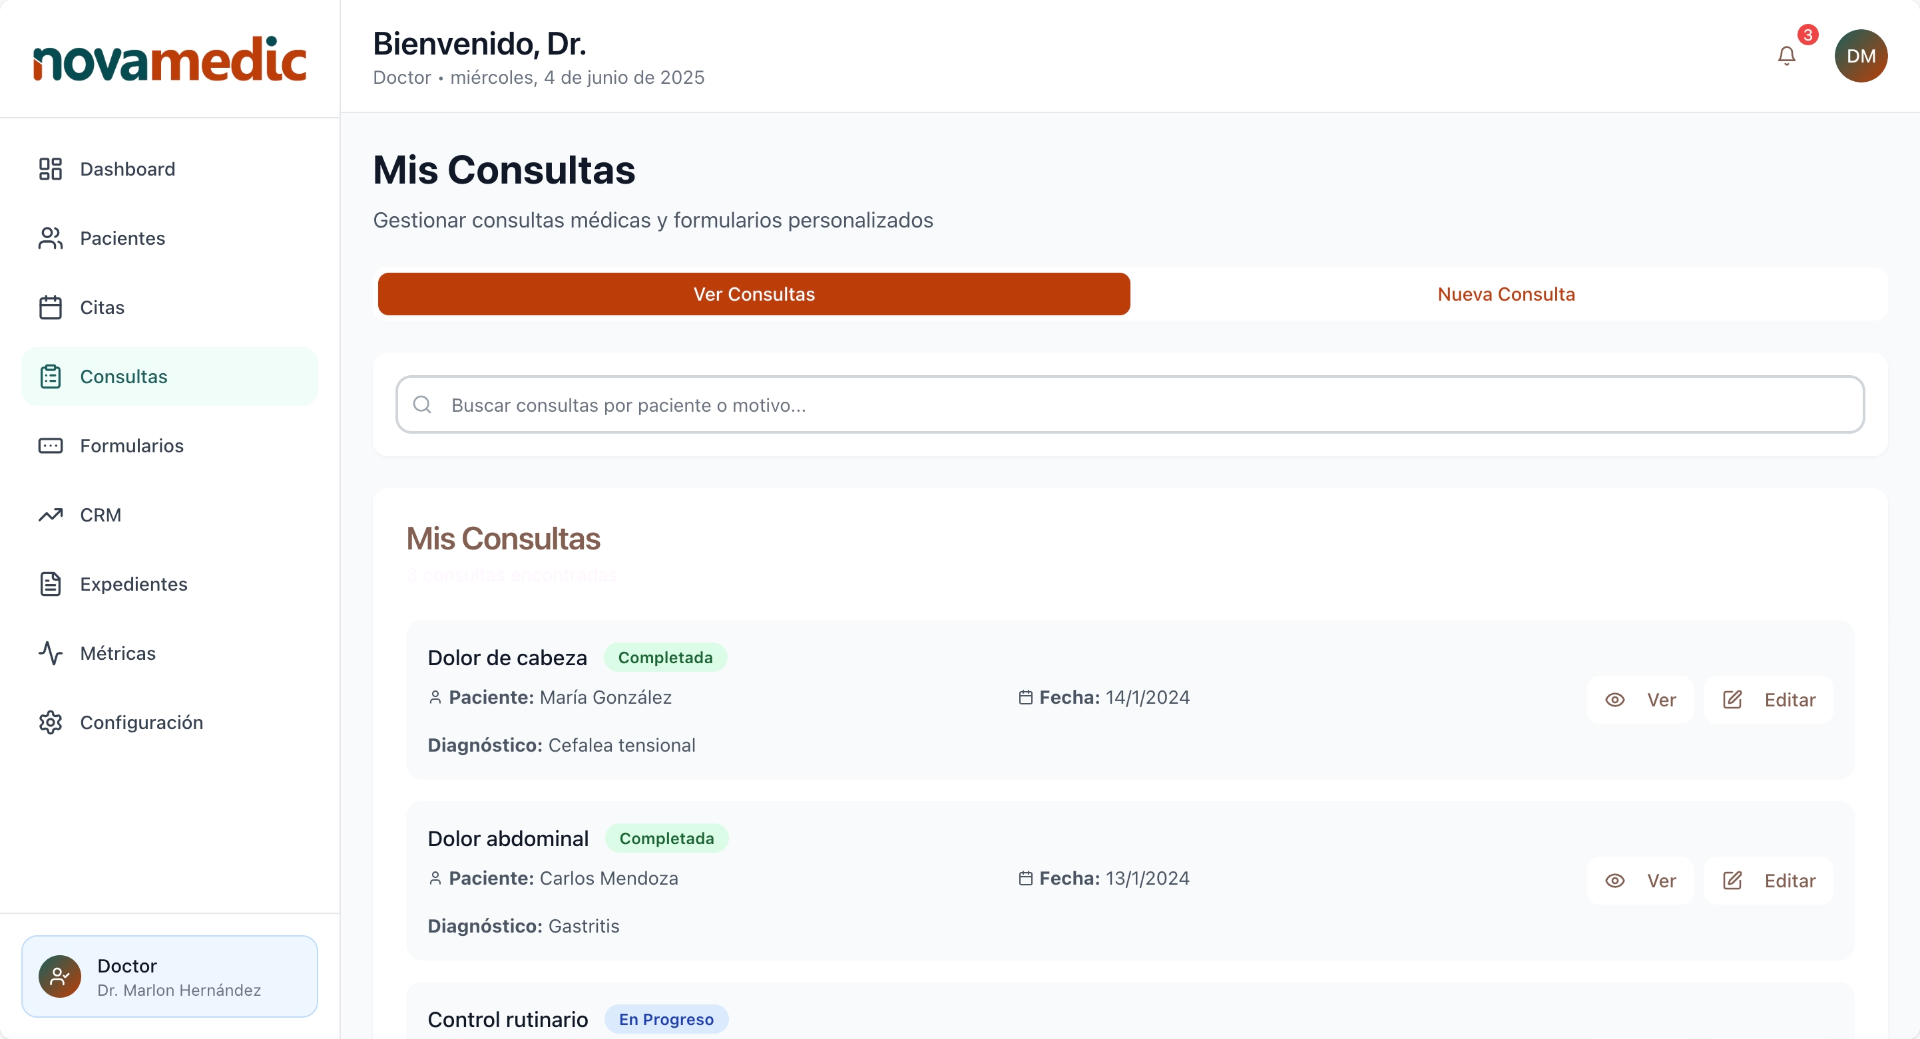 novamedic
Bienvenido, Dr.
Doctor • miércoles, 4 de junio de 2025
3
DM
Dashboard
Pacientes
Citas
Consultas
Formularios
CRM
Expedientes
Métricas
Configuración
Doctor
Dr. Marlon Hernández
Mis Consultas
Gestionar consultas médicas y formularios personalizados
Ver Consultas
Nueva Consulta
Buscar consultas por paciente o motivo...
Mis Consultas
3 consultas encontradas
Dolor de cabeza Completada
Paciente: María González Fecha: 14/1/2024
Diagnóstico: Cefalea tensional
Ver Editar
Dolor abdominal Completada
Paciente: Carlos Mendoza Fecha: 13/1/2024
Diagnóstico: Gastritis
Ver Editar
Control rutinario En Progreso